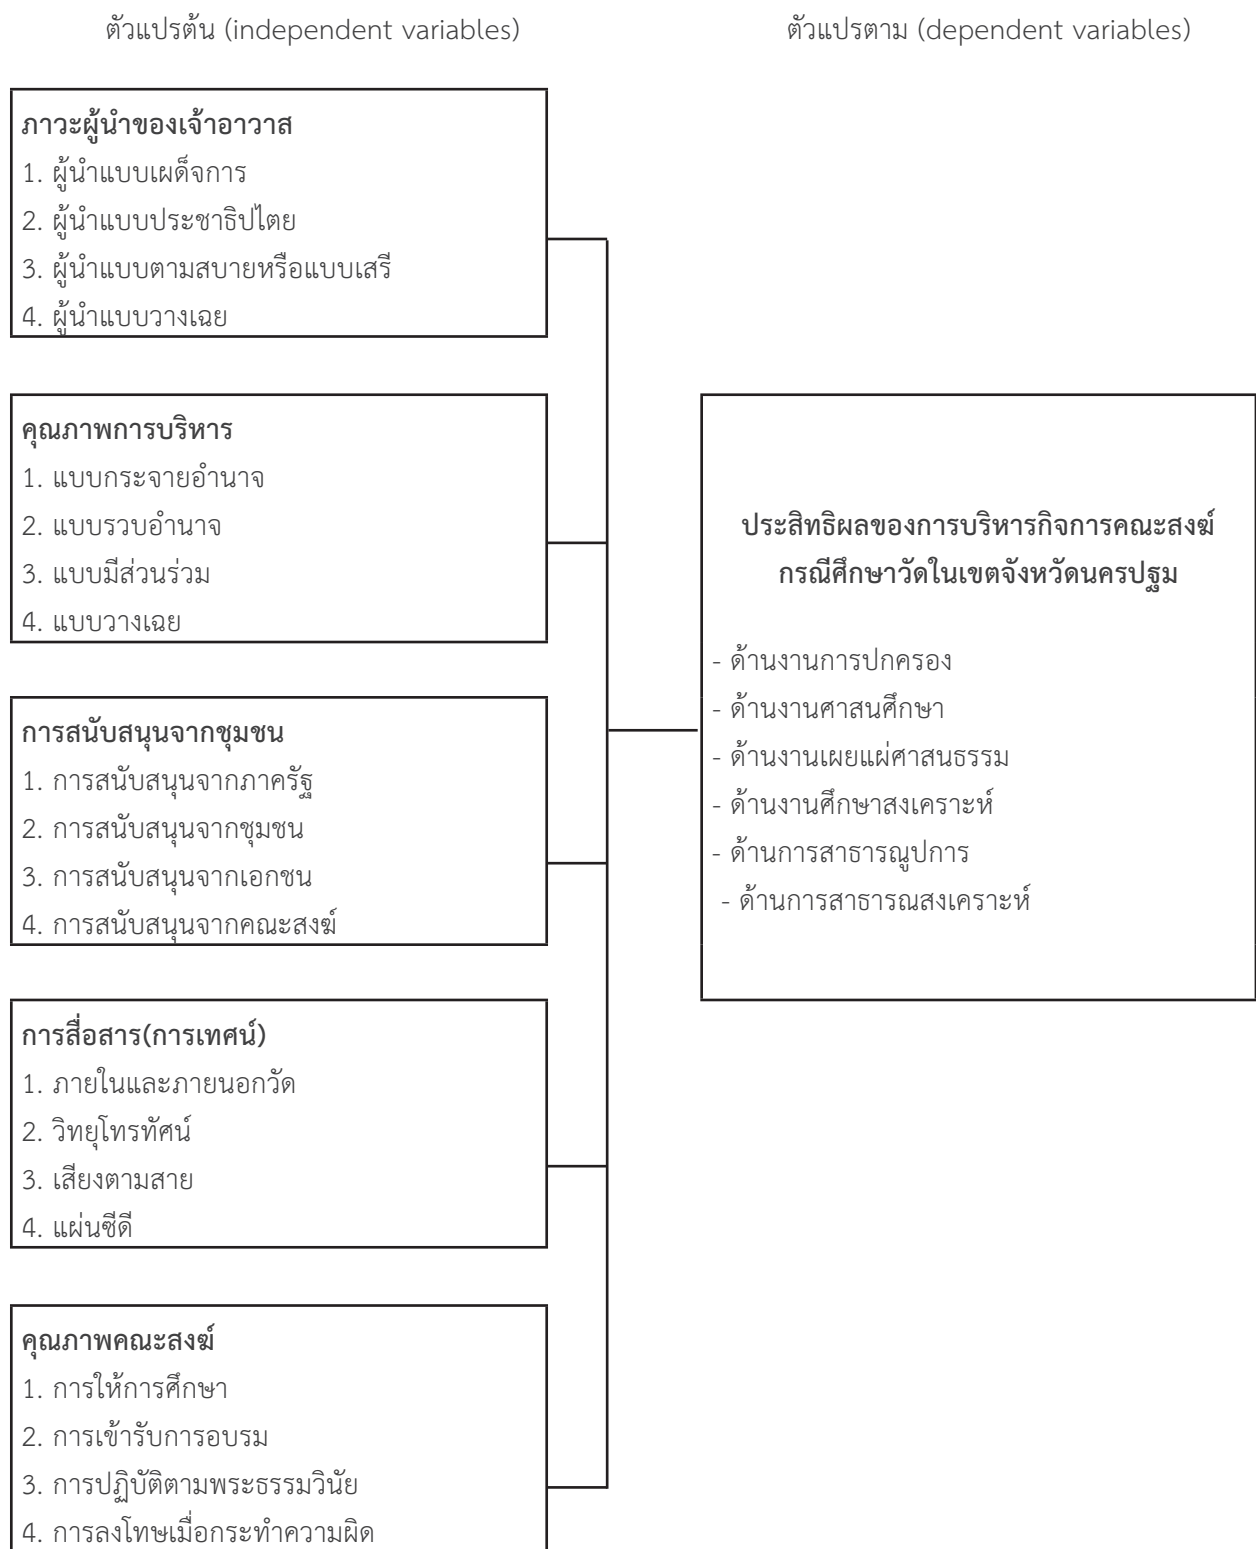 ตัวแปรต้น (independent variables)
ตัวแปรตาม (dependent variables)
ภาวะผู้นำของเจ้าอาวาส
1. ผู้นำแบบเผด็จการ
2. ผู้นำแบบประชาธิปไตย
3. ผู้นำแบบตามสบายหรือแบบเสรี
4. ผู้นำแบบวางเฉย
คุณภาพการบริหาร
1. แบบกระจายอำนาจ
2. แบบรวบอำนาจ
3. แบบมีส่วนร่วม
4. แบบวางเฉย
การสนับสนุนจากชุมชน
1. การสนับสนุนจากภาครัฐ
2. การสนับสนุนจากชุมชน
3. การสนับสนุนจากเอกชน
4. การสนับสนุนจากคณะสงฆ์
การสื่อสาร(การเทศน์)
1. ภายในและภายนอกวัด
2. วิทยุโทรทัศน์
3. เสียงตามสาย
4. แผ่นซีดี
คุณภาพคณะสงฆ์
1. การให้การศึกษา
2. การเข้ารับการอบรม
3. การปฏิบัติตามพระธรรมวินัย
4. การลงโทษเมื่อกระทำความผิด
ประสิทธิผลของการบริหารกิจการคณะสงฆ์
กรณีศึกษาวัดในเขตจังหวัดนครปฐม
- ด้านงานการปกครอง
- ด้านงานศาสนศึกษา
- ด้านงานเผยแผ่ศาสนธรรม
- ด้านงานศึกษาสงเคราะห์
- ด้านการสาธารณูปการ
- ด้านการสาธารณสงเคราะห์